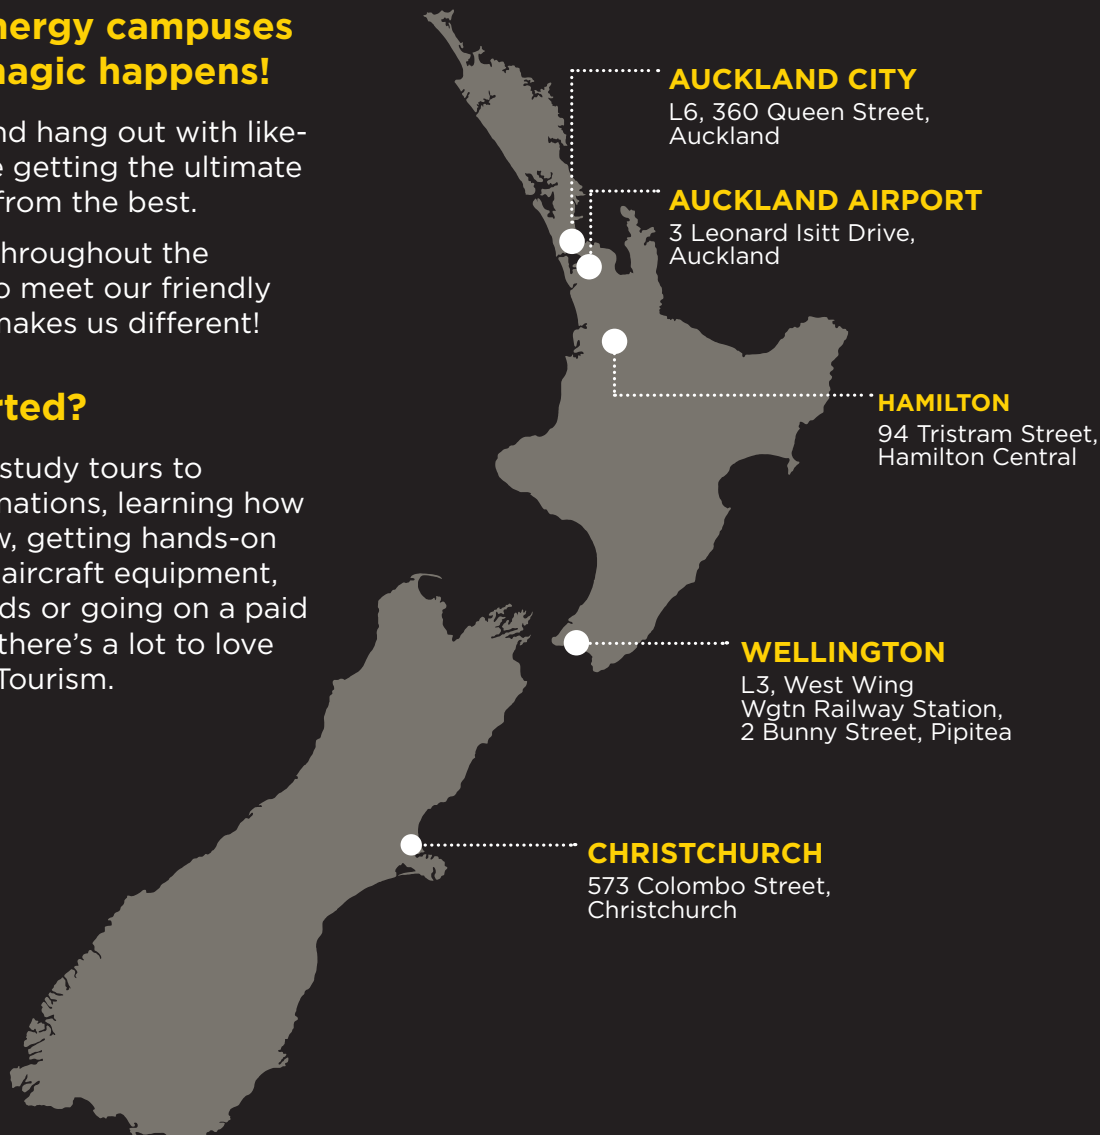 nergy campuses
nagic happens!
nd hang out with like-
e getting the ultimate
from the best.
hroughout the
o meet our friendly
makes us different!
rted?
study tours to
nations, learning how
w, getting hands-on
aircraft equipment,
ds or going on a paid
there’s a lot to love
Tourism.
AUCKLAND CITY
L6, 360 Queen Street,
Auckland
AUCKLAND AIRPORT
3 Leonard Isitt Drive,
Auckland
HAMILTON
94 Tristram Street,
Hamilton Central
WELLINGTON
L3, West Wing
Wgtn Railway Station,
2 Bunny Street, Pipitea
CHRISTCHURCH
573 Colombo Street,
Christchurch